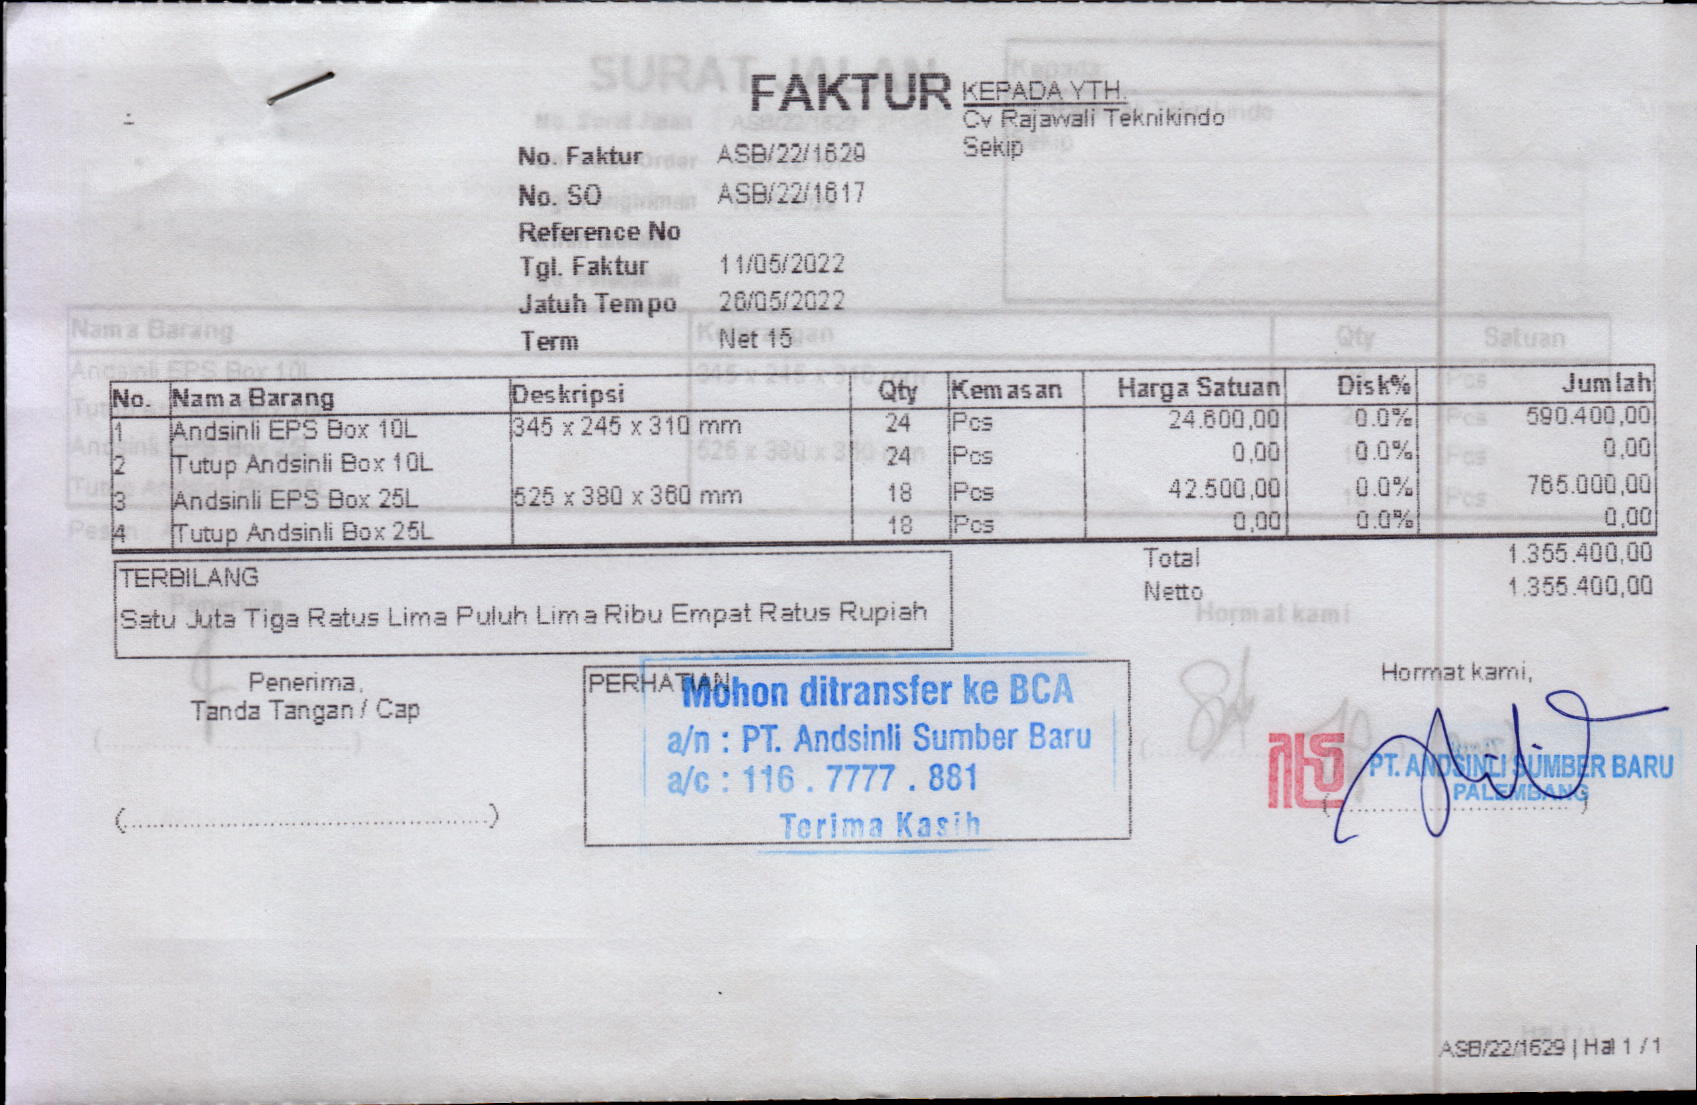 FAKTUR
KEPADA YTH.
Cv Rajawali Teknikindo
Sekip
No. Faktur ASB/22/1629
No. SO ASB/22/1617
Reference No
Tgl. Faktur 11/05/2022
Jatuh Tempo 26/05/2022
Term Net 15
No. Nama Barang Deskripsi Qty Kemasan Harga Satuan Disk% Jumlah
1 Andsinli EPS Box 10L 345 x 245 x 310 mm 24 Pcs 24.600,00 0.0% 590.400,00
2 Tutup Andsinli Box 10L 24 Pcs 0,00 0.0% 0,00
3 Andsinli EPS Box 25L 525 x 380 x 360 mm 18 Pcs 42.500,00 0.0% 765.000,00
4 Tutup Andsinli Box 25L 18 Pcs 0,00 0.0% 0,00
Total 1.355.400,00
Netto 1.355.400,00
TERBILANG
Satu Juta Tiga Ratus Lima Puluh Lima Ribu Empat Ratus Rupiah
Penerima,
Tanda Tangan / Cap
PERHATIAN
Mohon ditransfer ke BCA
a/n : PT. Andsinli Sumber Baru
a/c : 116 . 7777 . 881
Terima Kasih
Hormat kami,
PT. ANDSINLI SUMBER BARU
PALEMBANG
ASB/22/1629 | Hal 1 / 1